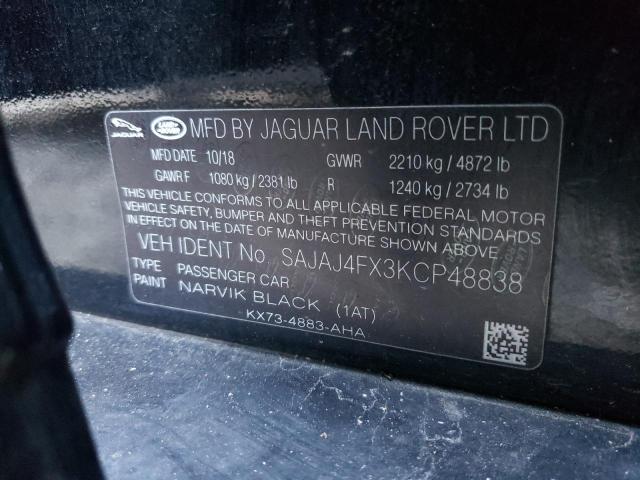 JAGUAR LAND ROVER MFD BY JAGUAR LAND ROVER LTD
MFD DATE 10/18 GVWR 2210 kg / 4872 lb
GAWR F 1080 kg / 2381 lb R 1240 kg / 2734 lb
THIS VEHICLE CONFORMS TO ALL APPLICABLE FEDERAL MOTOR
VEHICLE SAFETY, BUMPER AND THEFT PREVENTION STANDARDS
IN EFFECT ON THE DATE OF MANUFACTURE SHOWN ABOVE.
VEH IDENT No. SAJAJ4FX3KCP48838
TYPE PASSENGER CAR
PAINT NARVIK BLACK (1AT)
KX73-4883-AHA